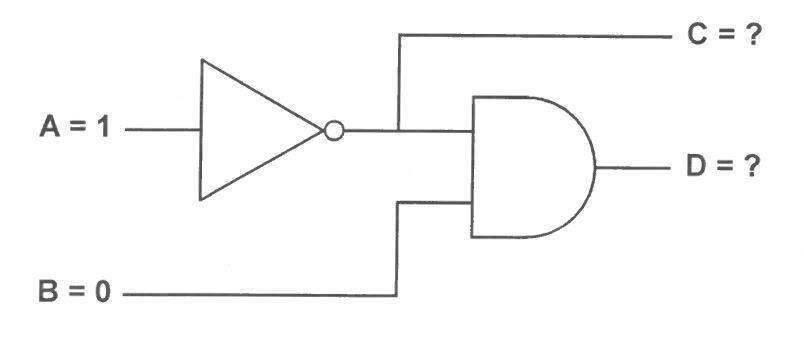 C = ?
A = 1
D = ?
B = 0